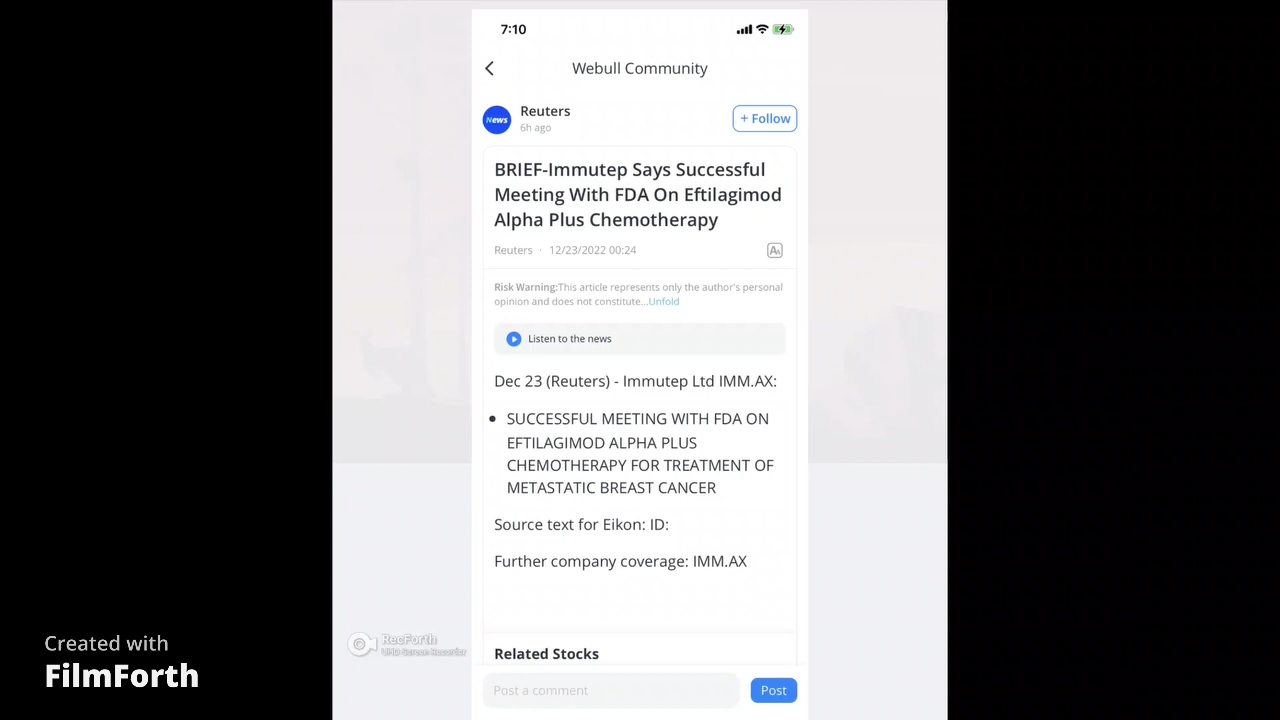 7:10
Webull Community
News
Reuters
6h ago
+ Follow
BRIEF-Immutep Says Successful
Meeting With FDA On Eftilagimod
Alpha Plus Chemotherapy
Reuters · 12/23/2022 00:24
Risk Warning:This article represents only the author's personal
opinion and does not constitute...Unfold
Listen to the news
Dec 23 (Reuters) - Immutep Ltd IMM.AX:
• SUCCESSFUL MEETING WITH FDA ON
EFTILAGIMOD ALPHA PLUS
CHEMOTHERAPY FOR TREATMENT OF
METASTATIC BREAST CANCER
Source text for Eikon: ID:
Further company coverage: IMM.AX
Related Stocks
Post a comment
Post
RecForth
UHD Screen Recorder
Created with
FilmForth